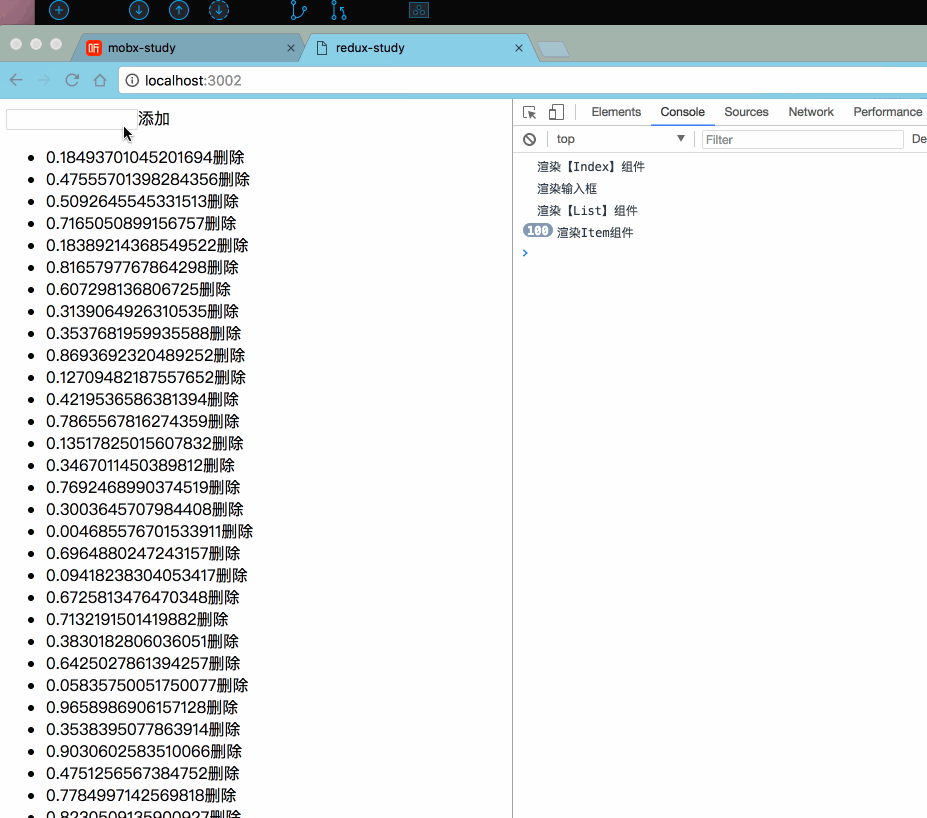 听 mobx-study × redux-study ×
localhost:3002
添加
0.18493701045201694删除
0.47555701398284356删除
0.5092645545331513删除
0.7165050899156757删除
0.18389214368549522删除
0.8165797767864298删除
0.607298136806725删除
0.3139064926310535删除
0.3537681959935588删除
0.8693692320489252删除
0.12709482187557652删除
0.4219536586381394删除
0.7865567816274359删除
0.13517825015607832删除
0.3467011450389812删除
0.7692468990374519删除
0.3003645707984408删除
0.004685576701533911删除
0.6964880247243157删除
0.09418238304053417删除
0.6725813476470348删除
0.7132191501419882删除
0.3830182806036051删除
0.6425027861394257删除
0.05835750051750077删除
0.9658986906157128删除
0.3538395077863914删除
0.9030602583510066删除
0.4751256567384752删除
0.7784997142569818删除
0.8230509135900927删除
Elements Console Sources Network Performance
top Filter De
渲染【Index】组件
渲染输入框
渲染【List】组件
100 渲染Item组件